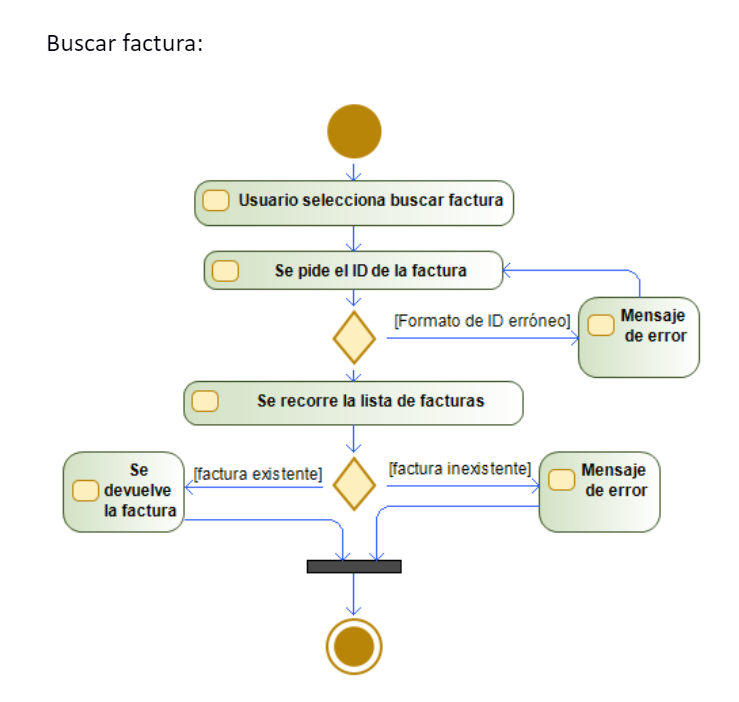 Buscar factura:
Usuario selecciona buscar factura
Se pide el ID de la factura
[Formato de ID erróneo]
Mensaje
de error
Se recorre la lista de facturas
Se
devuelve
la factura
[factura existente]
[factura inexistente]
Mensaje
de error